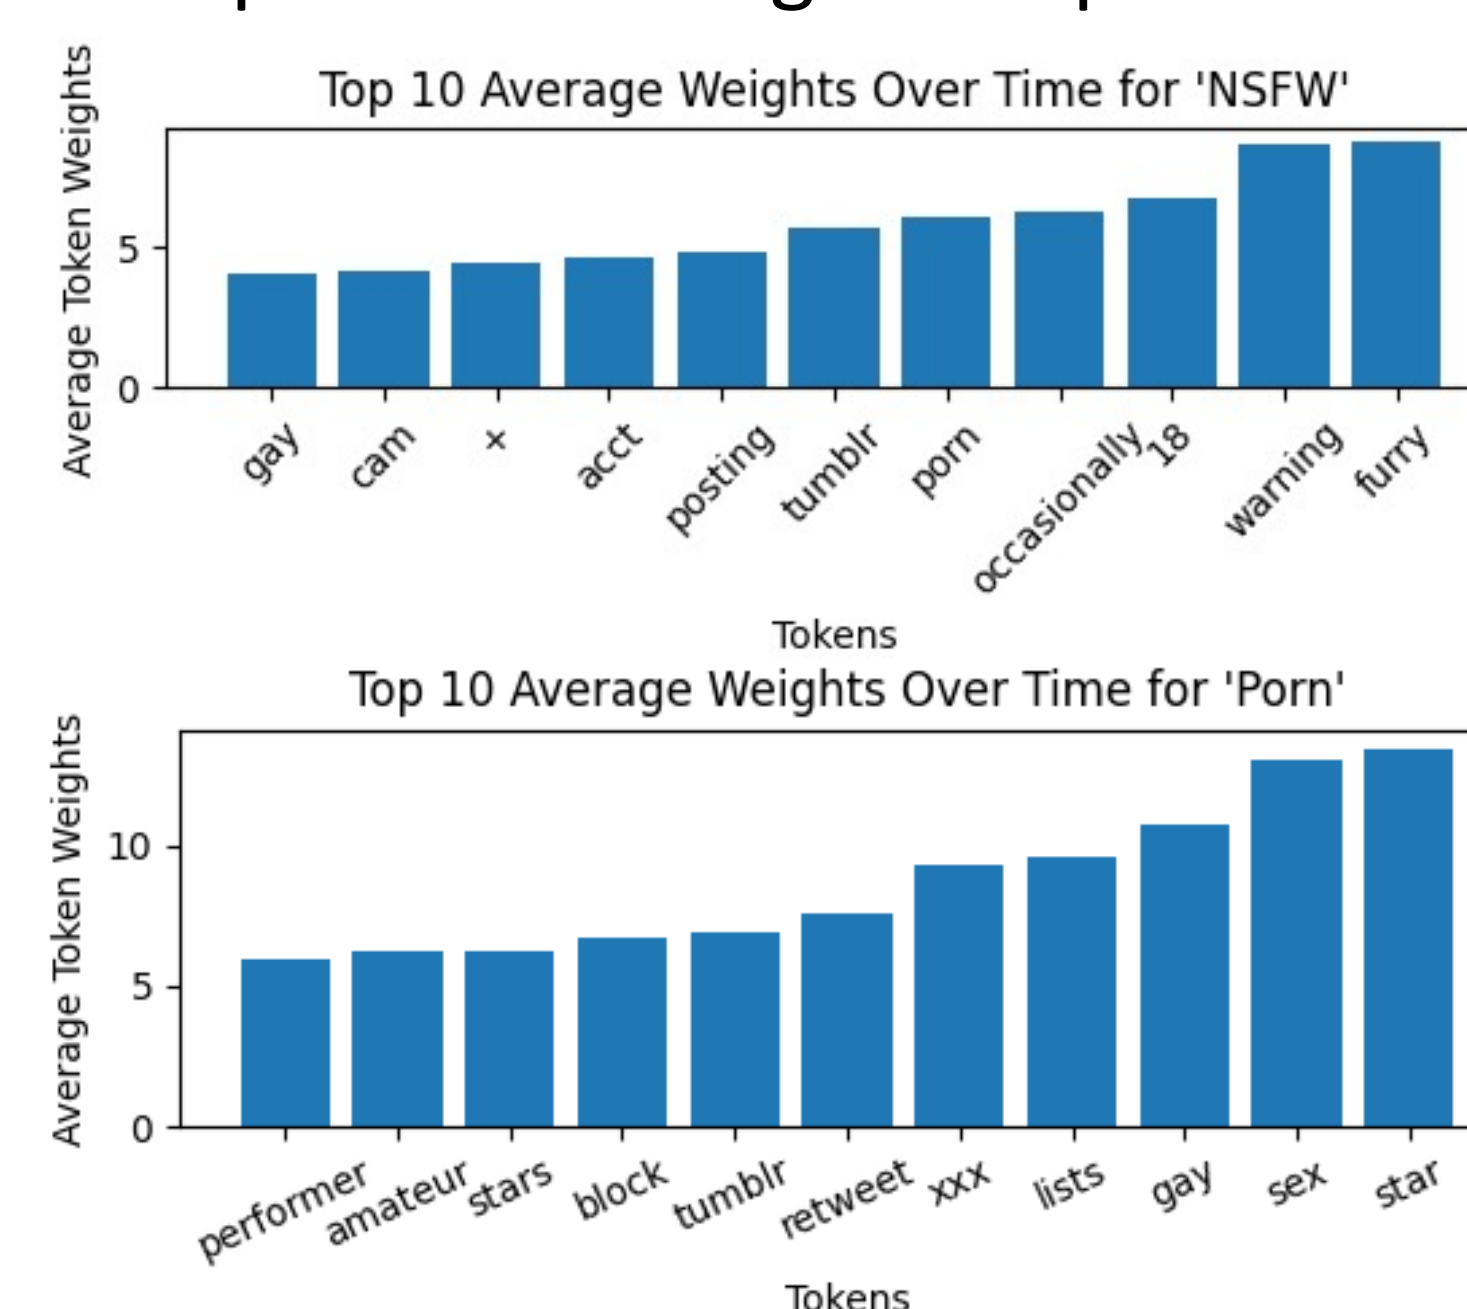 Top 10 Average Weights Over Time for 'NSFW'
Average Token Weights
5
0
gay cam + acct posting tumblr porn occasionally 18 warning furry
Tokens
Top 10 Average Weights Over Time for 'Porn'
Average Token Weights
10
5
0
performer amateur stars block tumblr retweet xxx lists gay sex star
Tokens